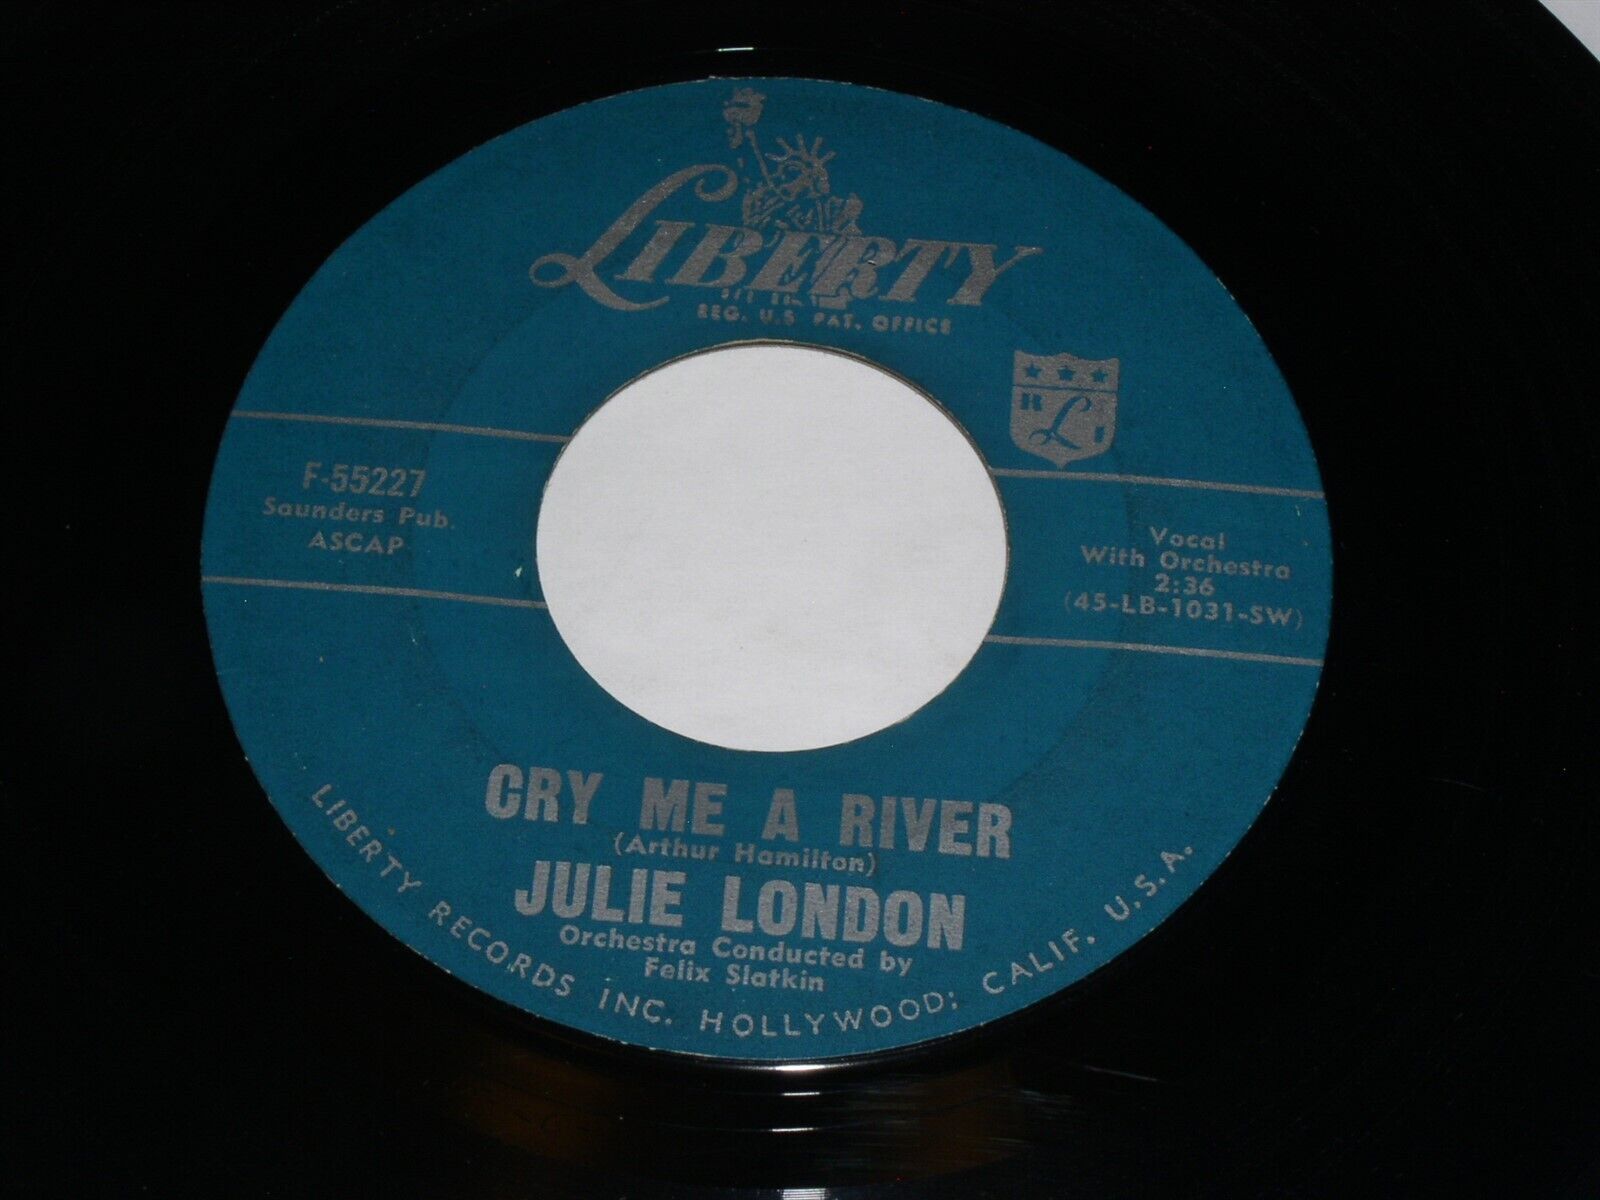 LIBERTY
REG. U.S. PAT. OFFICE
R L I
F-55227
Saunders Pub.
ASCAP
Vocal
With Orchestra
2:36
(45-LB-1031-SW)
CRY ME A RIVER
(Arthur Hamilton)
JULIE LONDON
Orchestra Conducted by
Felix Slatkin
LIBERTY RECORDS INC. HOLLYWOOD; CALIF. U.S.A.